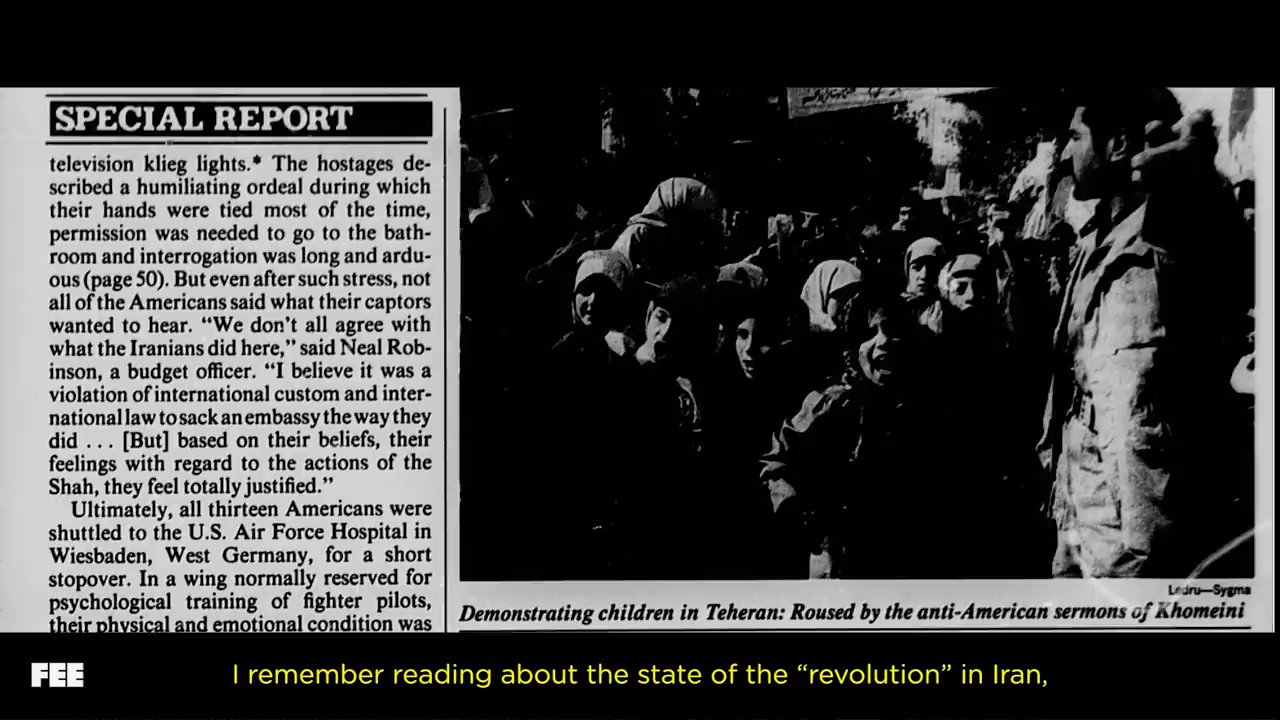 SPECIAL REPORT
television klieg lights.* The hostages de-
scribed a humiliating ordeal during which
their hands were tied most of the time,
permission was needed to go to the bath-
room and interrogation was long and ardu-
ous (page 50). But even after such stress, not
all of the Americans said what their captors
wanted to hear. “We don’t all agree with
what the Iranians did here,” said Neal Rob-
inson, a budget officer. “I believe it was a
violation of international custom and inter-
national law to sack an embassy the way they
did . . . [But] based on their beliefs, their
feelings with regard to the actions of the
Shah, they feel totally justified.”
Ultimately, all thirteen Americans were
shuttled to the U.S. Air Force Hospital in
Wiesbaden, West Germany, for a short
stopover. In a wing normally reserved for
psychological training of fighter pilots,
their physical and emotional condition was
Ledru—Sygma
Demonstrating children in Teheran: Roused by the anti-American sermons of Khomeini
FEE
I remember reading about the state of the “revolution” in Iran,